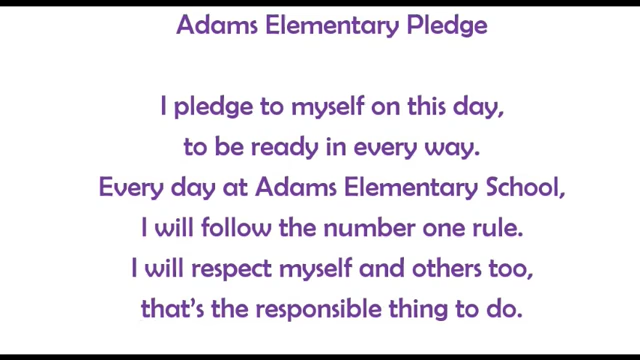 Adams Elementary Pledge
I pledge to myself on this day,
to be ready in every way.
Every day at Adams Elementary School,
I will follow the number one rule.
I will respect myself and others too,
that's the responsible thing to do.